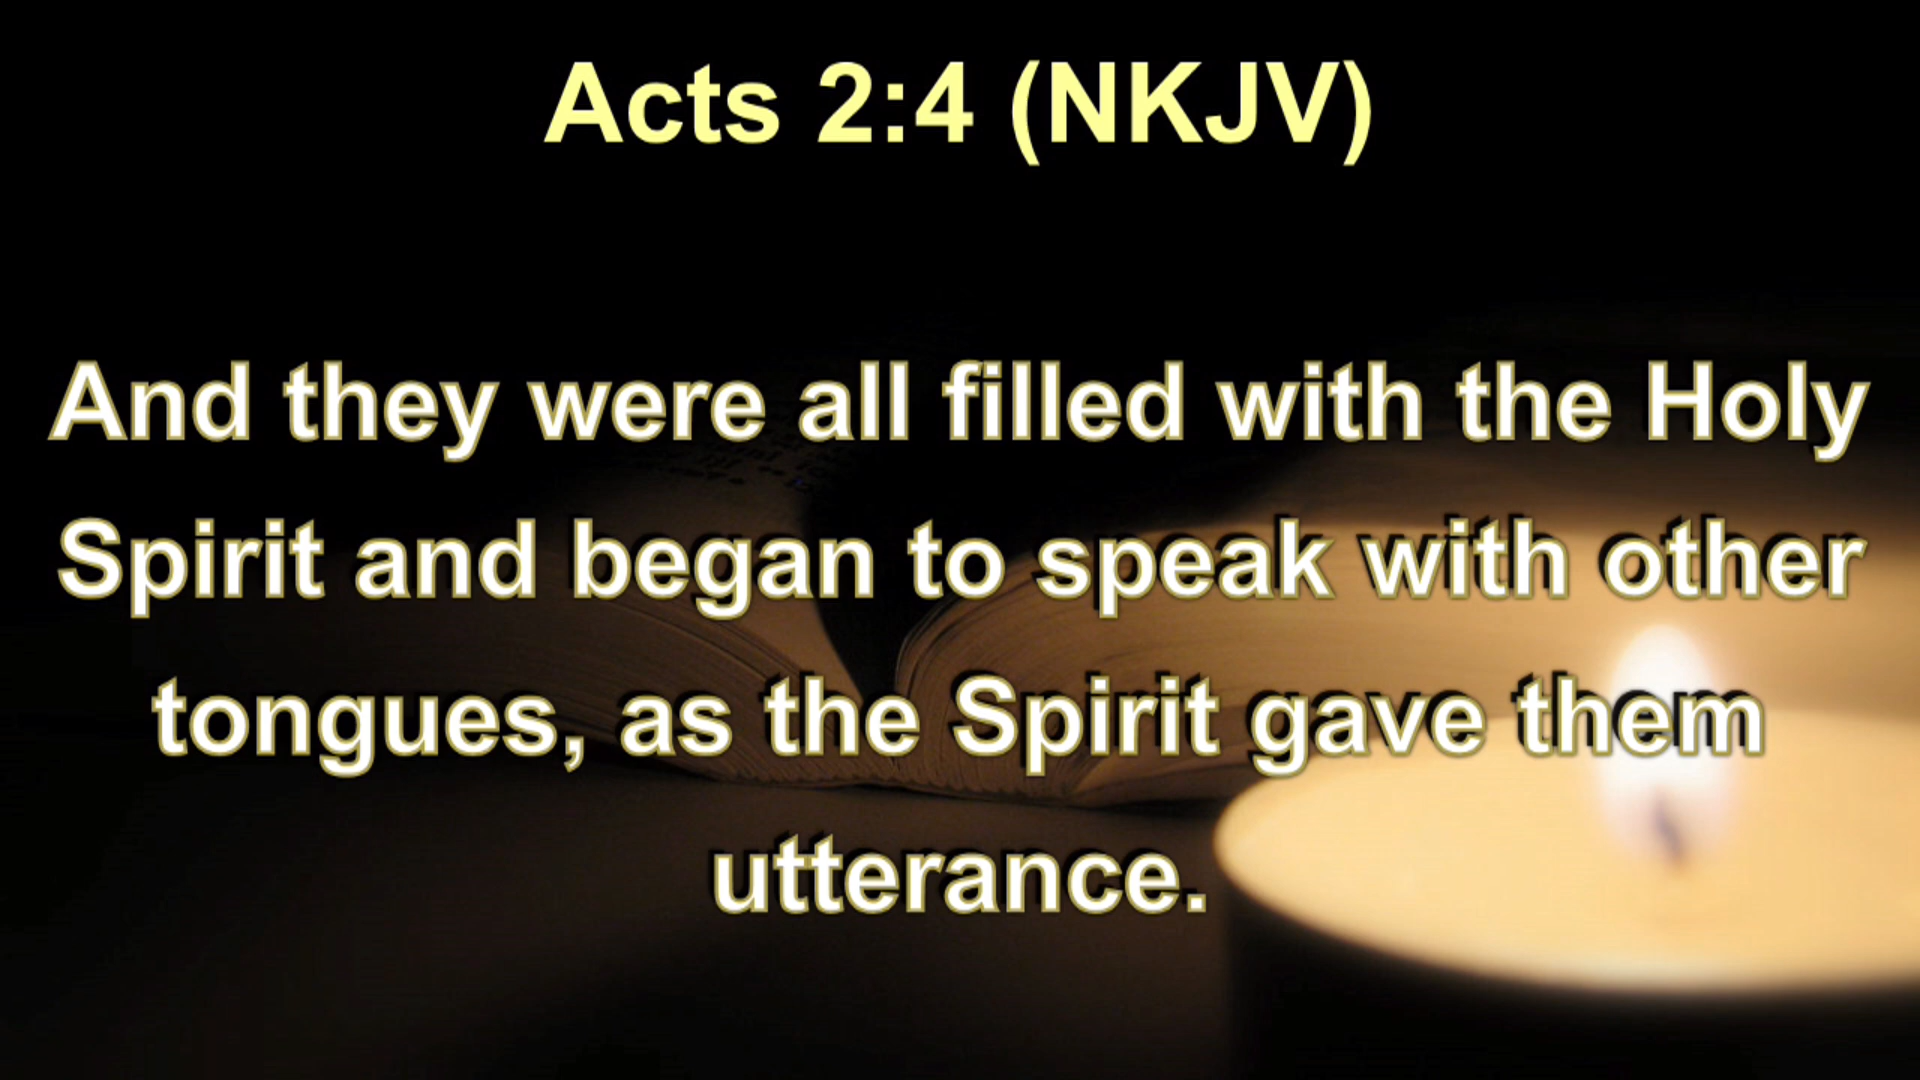 Acts 2:4 (NKJV)
And they were all filled with the Holy
Spirit and began to speak with other
tongues, as the Spirit gave them
utterance.